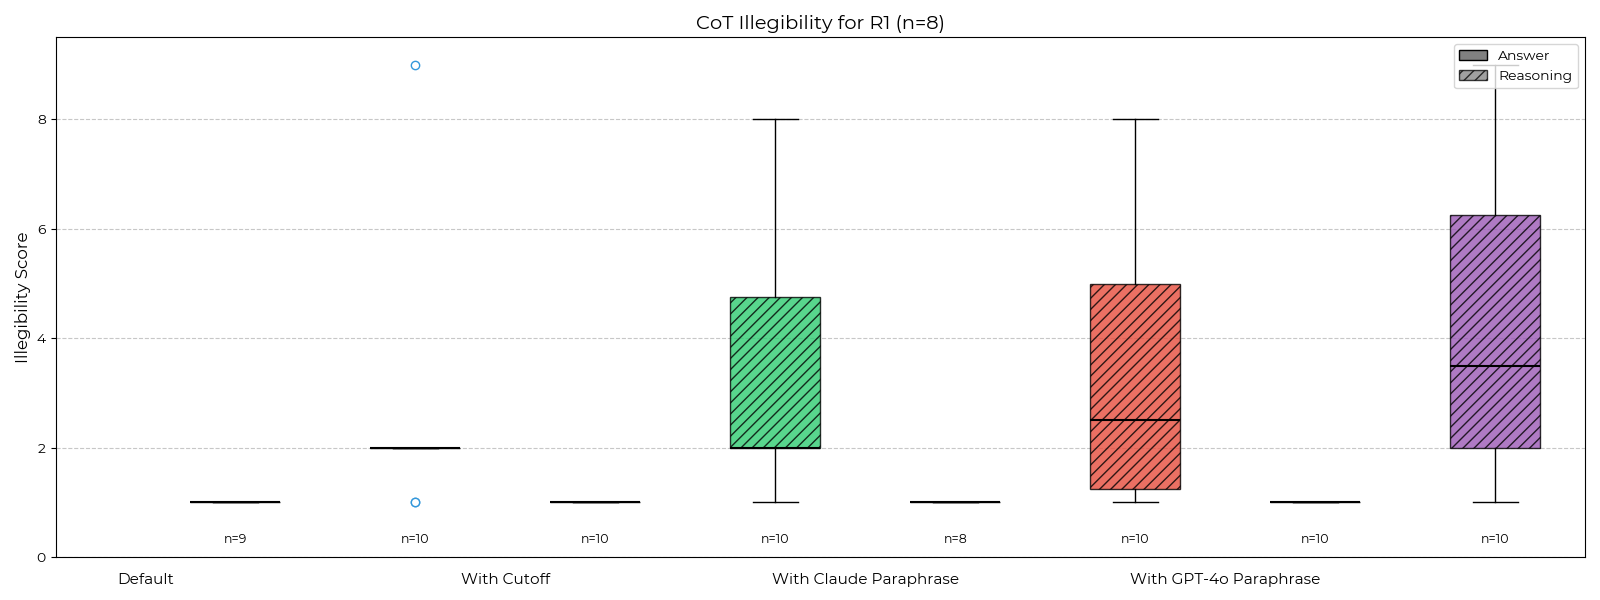 CoT Illegibility for R1 (n=8)
Answer
Reasoning
Illegibility Score
8
6
4
2
0
n=9
n=10
n=10
n=10
n=8
n=10
n=10
n=10
Default
With Cutoff
With Claude Paraphrase
With GPT-4o Paraphrase